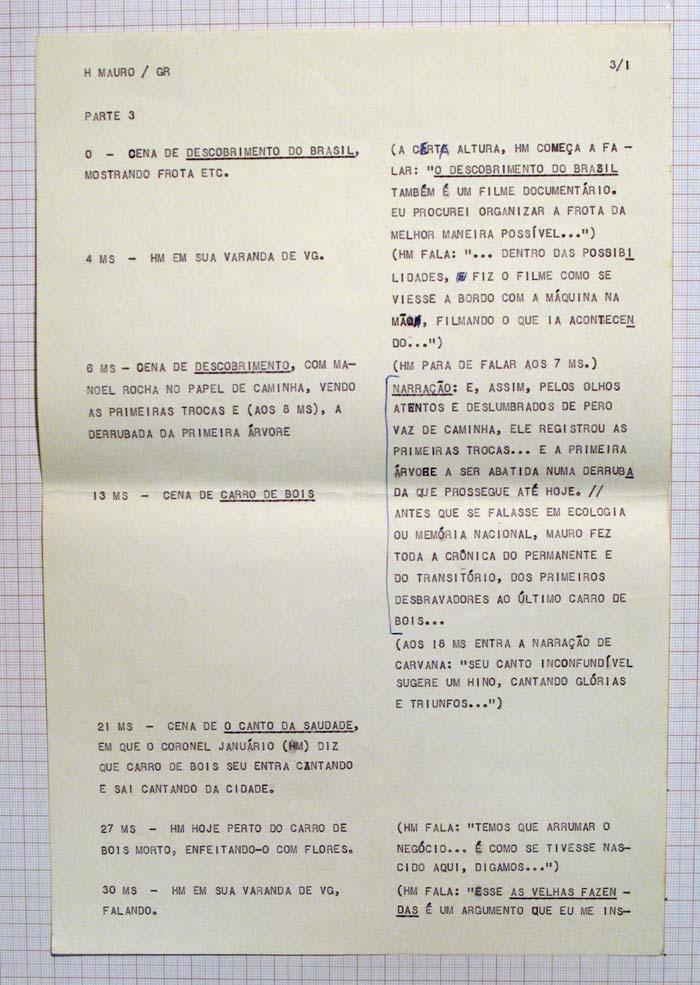 H MAURO / GR
3/1
PARTE 3
0 - CENA DE DESCOBRIMENTO DO BRASIL,
MOSTRANDO FROTA ETC.
(A CERTA ALTURA, HM COMEÇA A FA -
LAR: "O DESCOBRIMENTO DO BRASIL
TAMBÉM É UM FILME DOCUMENTÁRIO.
EU PROCUREI ORGANIZAR A FROTA DA
MELHOR MANEIRA POSSÍVEL...")
4 MS - HM EM SUA VARANDA DE VG.
(HM FALA: "... DENTRO DAS POSSIBI
LIDADES, FIZ O FILME COMO SE
VIESSE A BORDO COM A MÁQUINA NA
MÃO, FILMANDO O QUE IA ACONTECEN
DO...")
6 MS - CENA DE DESCOBRIMENTO, COM MA-
NOEL ROCHA NO PAPEL DE CAMINHA, VENDO
AS PRIMEIRAS TROCAS E (AOS 8 MS), A
DERRUBADA DA PRIMEIRA ÁRVORE
(HM PARA DE FALAR AOS 7 MS.)
NARRAÇÃO: E, ASSIM, PELOS OLHOS
ATENTOS E DESLUMBRADOS DE PERO
VAZ DE CAMINHA, ELE REGISTROU AS
PRIMEIRAS TROCAS... E A PRIMEIRA
ÁRVORE A SER ABATIDA NUMA DERRUBA
DA QUE PROSSEGUE ATÉ HOJE. //
ANTES QUE SE FALASSE EM ECOLOGIA
OU MEMÓRIA NACIONAL, MAURO FEZ
TODA A CRÔNICA DO PERMANENTE E
DO TRANSITÓRIO, DOS PRIMEIROS
DESBRAVADORES AO ÚLTIMO CARRO DE
BOIS...
13 MS - CENA DE CARRO DE BOIS
(AOS 18 MS ENTRA A NARRAÇÃO DE
CARVANA: "SEU CANTO INCONFUNDÍVEL
SUGERE UM HINO, CANTANDO GLÓRIAS
E TRIUNFOS...")
21 MS - CENA DE O CANTO DA SAUDADE,
EM QUE O CORONEL JANUÁRIO (HM) DIZ
QUE CARRO DE BOIS SEU ENTRA CANTANDO
E SAI CANTANDO DA CIDADE.
27 MS - HM HOJE PERTO DO CARRO DE
BOIS MORTO, ENFEITANDO-O COM FLORES.
(HM FALA: "TEMOS QUE ARRUMAR O
NEGÓCIO... É COMO SE TIVESSE NAS-
CIDO AQUI, DIGAMOS...")
30 MS - HM EM SUA VARANDA DE VG,
FALANDO.
(HM FALA: "ESSE AS VELHAS FAZEN -
DAS É UM ARGUMENTO QUE EU ME INS-